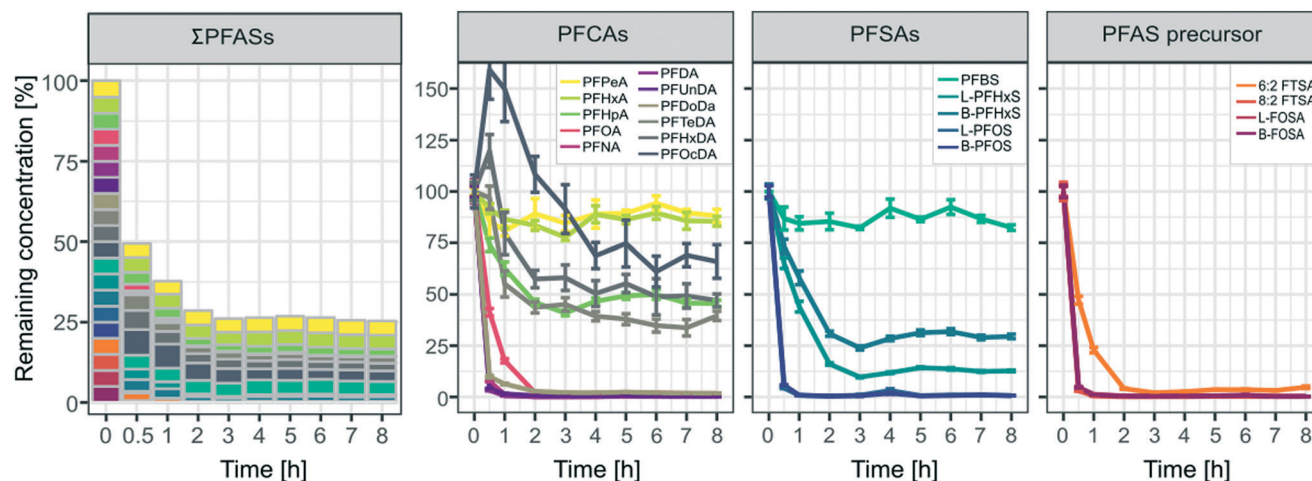 ΣPFASs
PFCAs
PFSAs
PFAS precursor
Remaining concentration [%]
100
75
50
25
0
0 0.5 1 2 3 4 5 6 7 8
Time [h]
150
125
100
75
50
25
0
PFPeA
PFHxA
PFHpA
PFOA
PFNA
PFDA
PFUnDA
PFDoDa
PFTeDA
PFHxDA
PFOcDA
0 1 2 3 4 5 6 7 8
Time [h]
PFBS
L-PFHxS
B-PFHxS
L-PFOS
B-PFOS
0 1 2 3 4 5 6 7 8
Time [h]
6:2 FTSA
8:2 FTSA
L-FOSA
B-FOSA
0 1 2 3 4 5 6 7 8
Time [h]